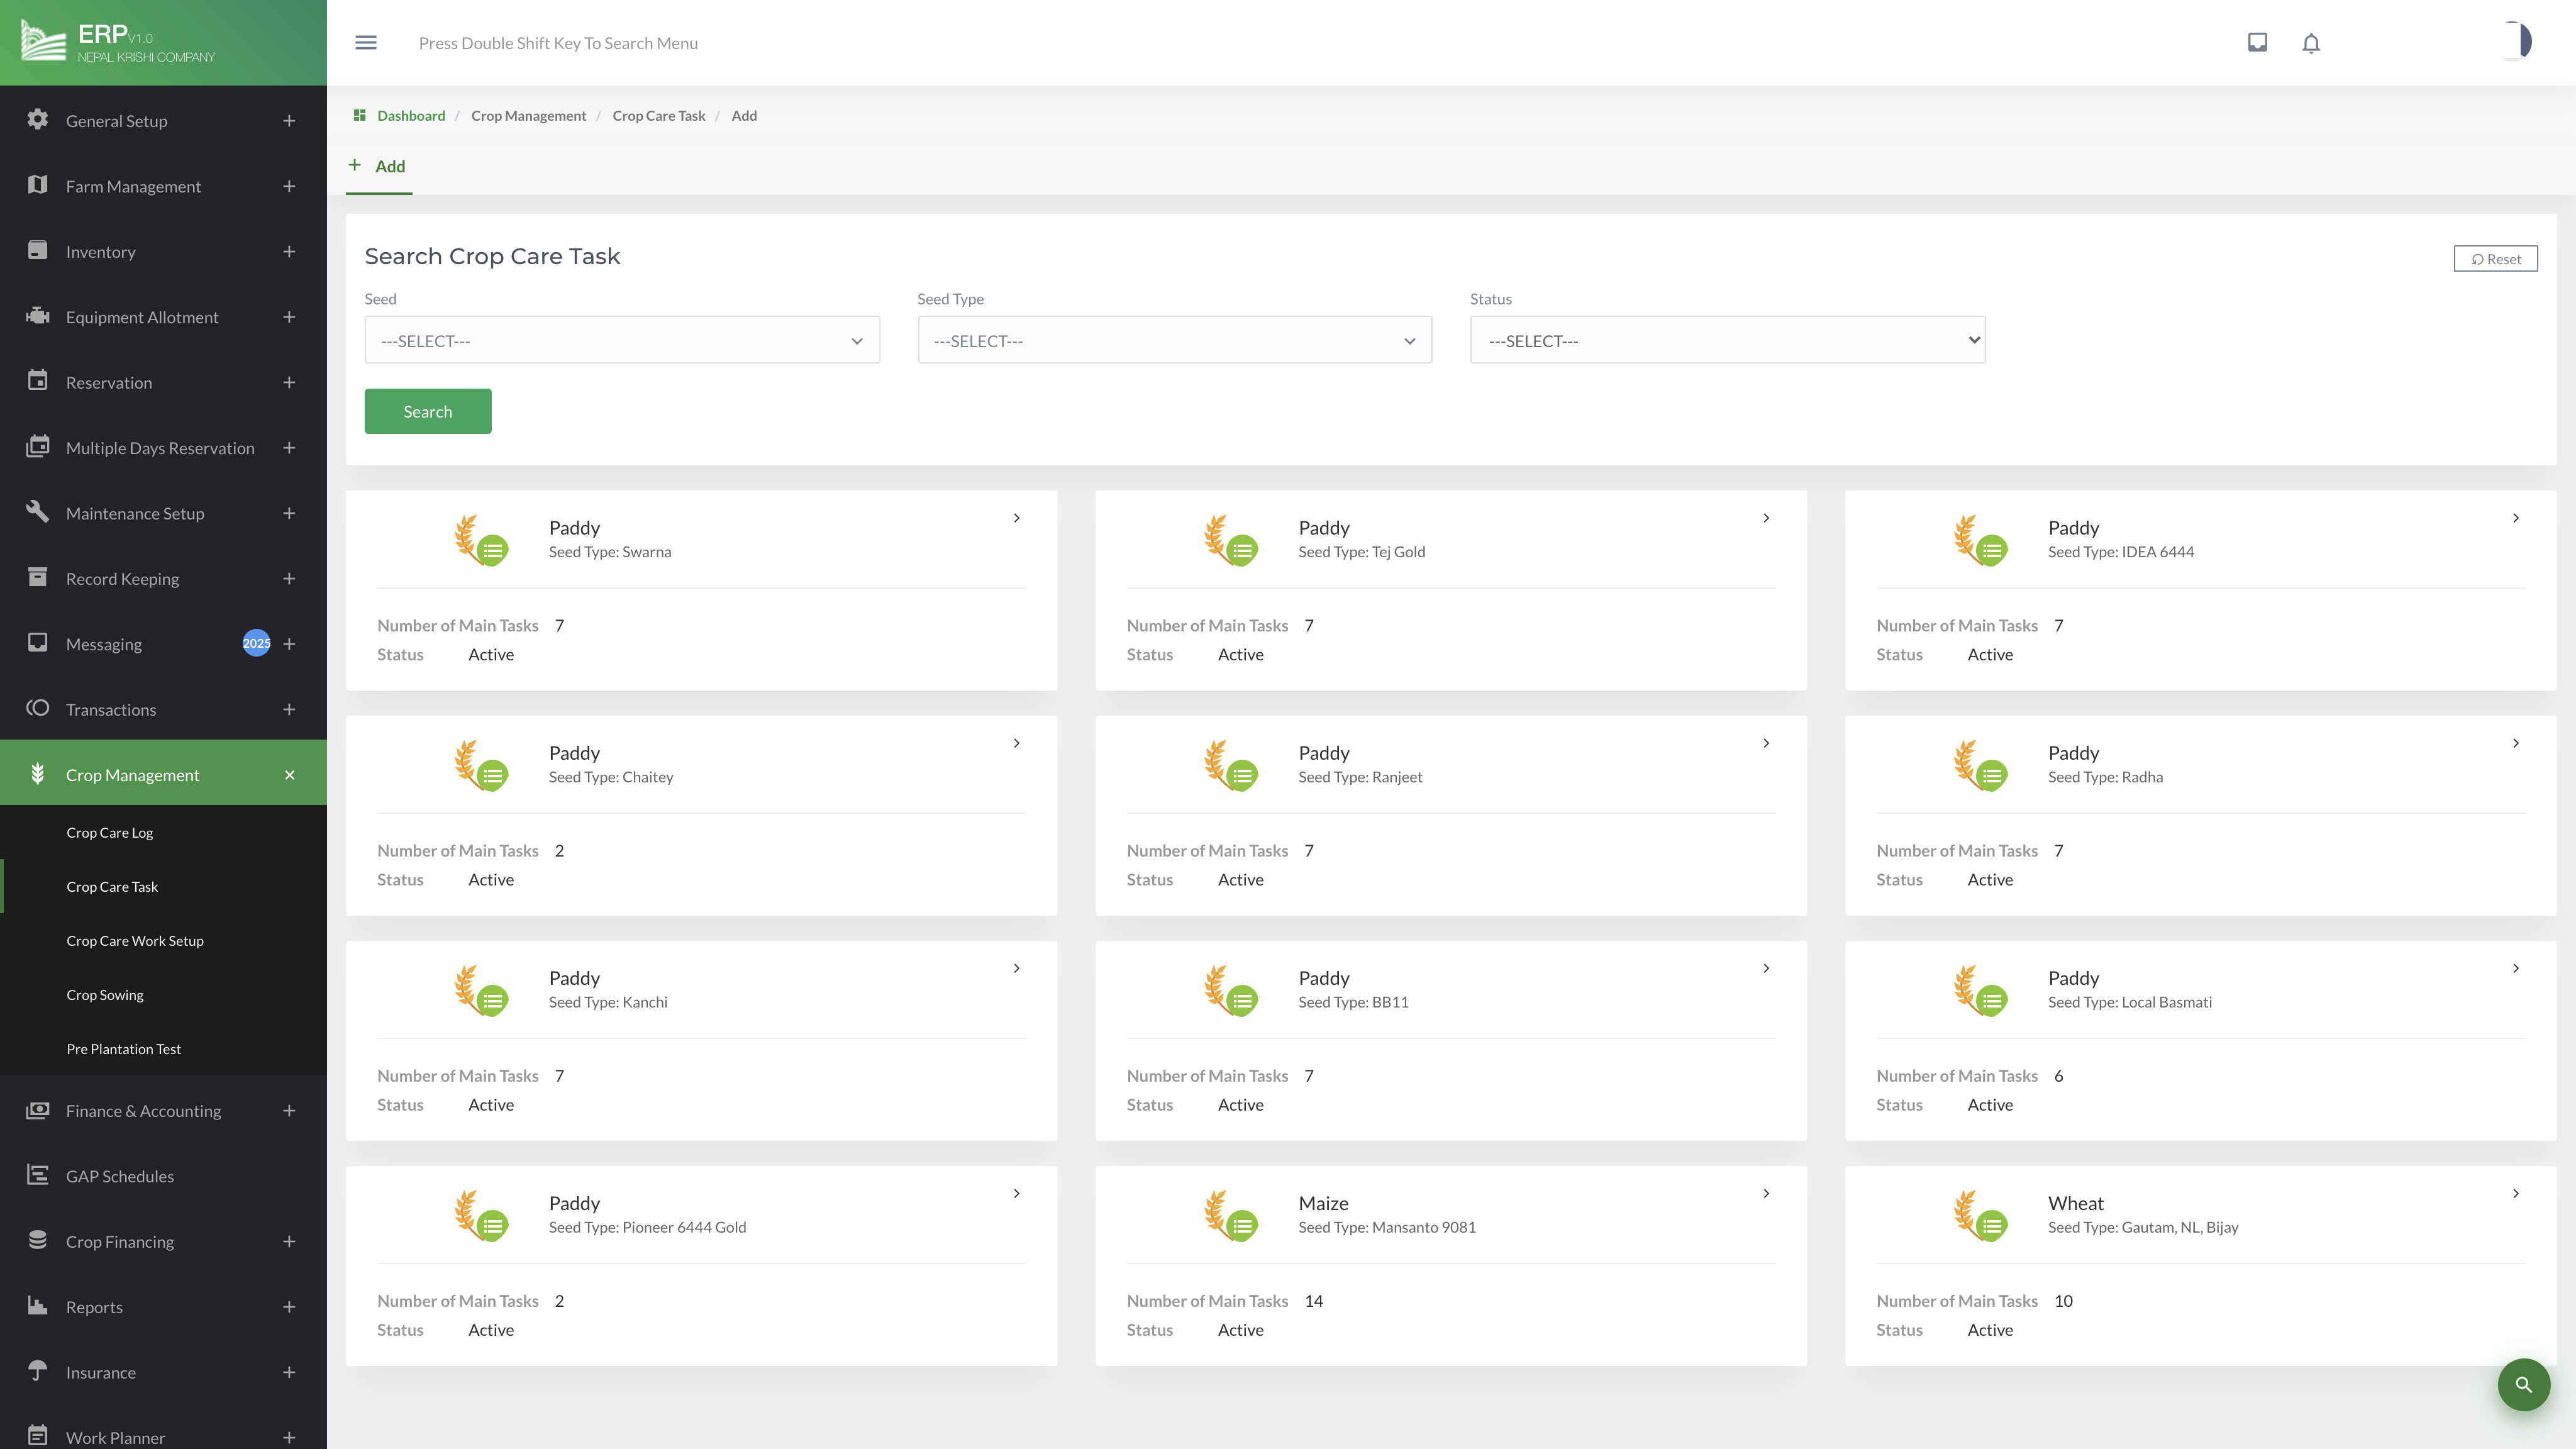 ERP V1.0
NEPAL KRISHI COMPANY
Press Double Shift Key To Search Menu
General Setup
Farm Management
Inventory
Equipment Allotment
Reservation
Multiple Days Reservation
Maintenance Setup
Record Keeping
Messaging 2025
Transactions
Crop Management
Crop Care Log
Crop Care Task
Crop Care Work Setup
Crop Sowing
Pre Plantation Test
Finance & Accounting
GAP Schedules
Crop Financing
Reports
Insurance
Work Planner
Dashboard / Crop Management / Crop Care Task / Add
+ Add
Search Crop Care Task
Reset
Seed Seed Type Status
---SELECT--- ---SELECT--- ---SELECT---
Search
Paddy
Seed Type: Swarna
Number of Main Tasks 7
Status Active
Paddy
Seed Type: Tej Gold
Number of Main Tasks 7
Status Active
Paddy
Seed Type: IDEA 6444
Number of Main Tasks 7
Status Active
Paddy
Seed Type: Chaitey
Number of Main Tasks 2
Status Active
Paddy
Seed Type: Ranjeet
Number of Main Tasks 7
Status Active
Paddy
Seed Type: Radha
Number of Main Tasks 7
Status Active
Paddy
Seed Type: Kanchi
Number of Main Tasks 7
Status Active
Paddy
Seed Type: BB11
Number of Main Tasks 7
Status Active
Paddy
Seed Type: Local Basmati
Number of Main Tasks 6
Status Active
Paddy
Seed Type: Pioneer 6444 Gold
Number of Main Tasks 2
Status Active
Maize
Seed Type: Mansanto 9081
Number of Main Tasks 14
Status Active
Wheat
Seed Type: Gautam, NL, Bijay
Number of Main Tasks 10
Status Active